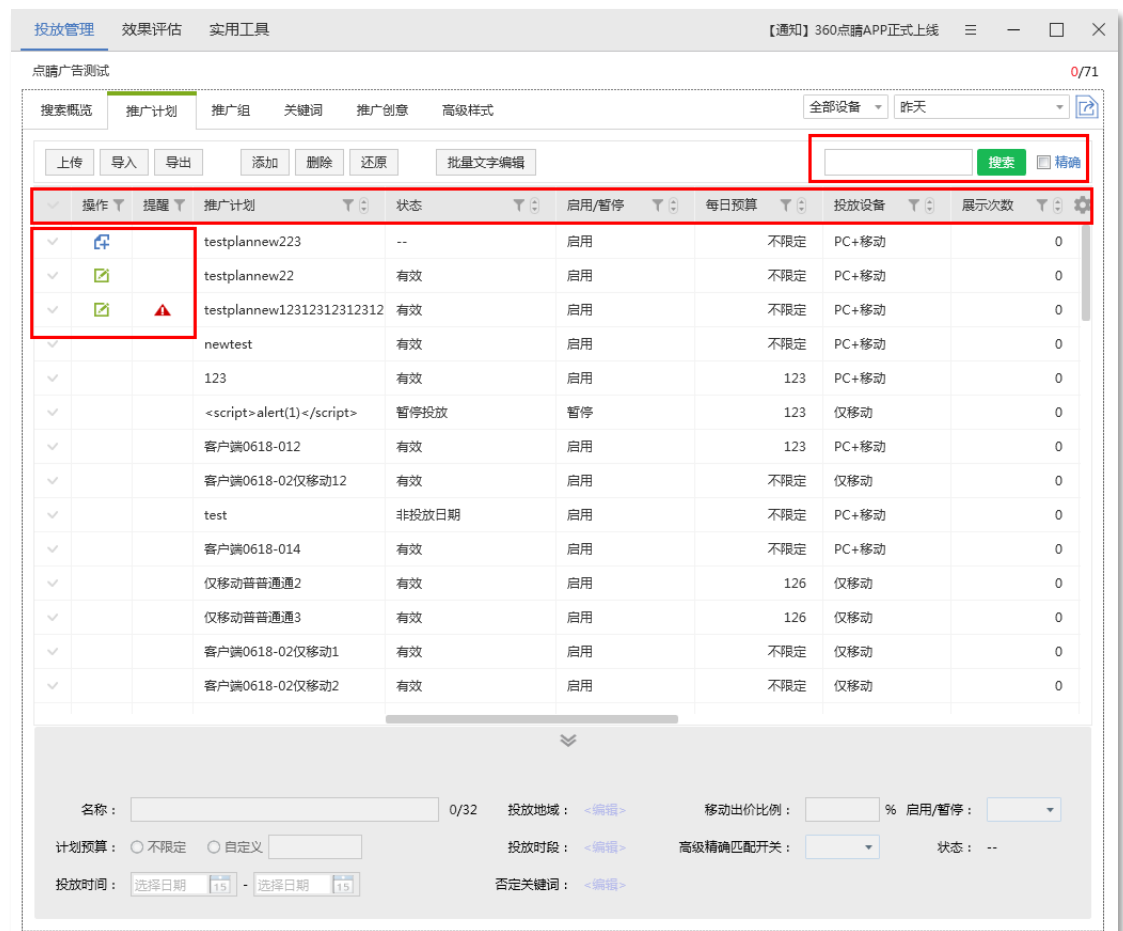 投放管理 效果评估 实用工具 【通知】360点睛APP正式上线
点睛广告测试 0/71
搜索概览 推广计划 推广组 关键词 推广创意 高级样式 全部设备 昨天
上传 导入 导出 添加 删除 还原 批量文字编辑 搜索 精确
操作 提醒 推广计划 状态 启用/暂停 每日预算 投放设备 展示次数
testplannew223 -- 启用 不限定 PC+移动 0
testplannew22 有效 启用 不限定 PC+移动 0
testplannew12312312312312 有效 启用 不限定 PC+移动 0
newtest 有效 启用 不限定 PC+移动 0
123 有效 启用 123 PC+移动 0
<script>alert(1)</script> 暂停投放 暂停 123 仅移动 0
客户端0618-012 有效 启用 123 PC+移动 0
客户端0618-02仅移动12 有效 启用 不限定 仅移动 0
test 非投放日期 启用 不限定 PC+移动 0
客户端0618-014 有效 启用 不限定 PC+移动 0
仅移动普普通通2 有效 启用 126 仅移动 0
仅移动普普通通3 有效 启用 126 仅移动 0
客户端0618-02仅移动1 有效 启用 不限定 仅移动 0
客户端0618-02仅移动2 有效 启用 不限定 仅移动 0
名称： 0/32 投放地域： <编辑> 移动出价比例： % 启用/暂停：
计划预算： 不限定 自定义 投放时段： <编辑> 高级精确匹配开关： 状态： --
投放时间： 选择日期 15 - 选择日期 15 否定关键词： <编辑>